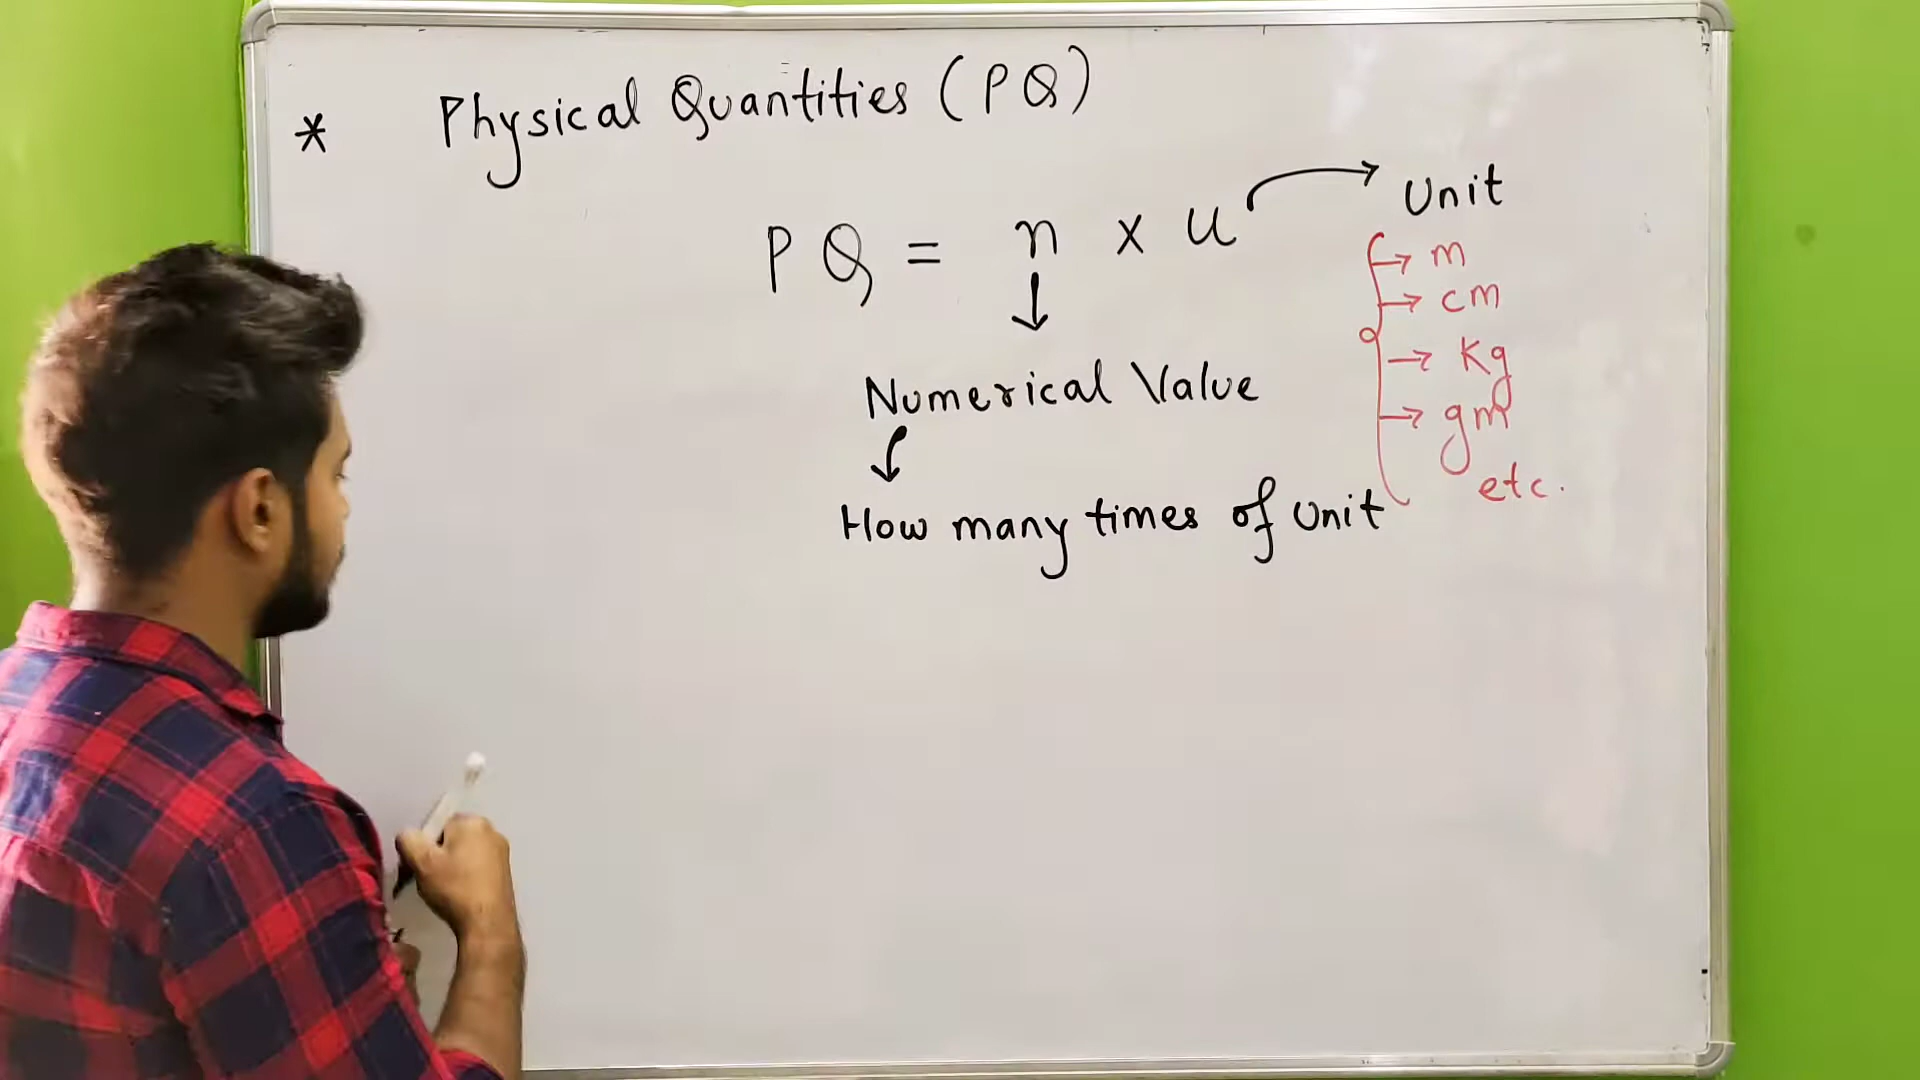 * Physical Quantities (PQ)
PQ = n x u → Unit
↓
→ m
→ cm
→ Kg
→ gm
etc.
Numerical Value
↓
How many times of unit